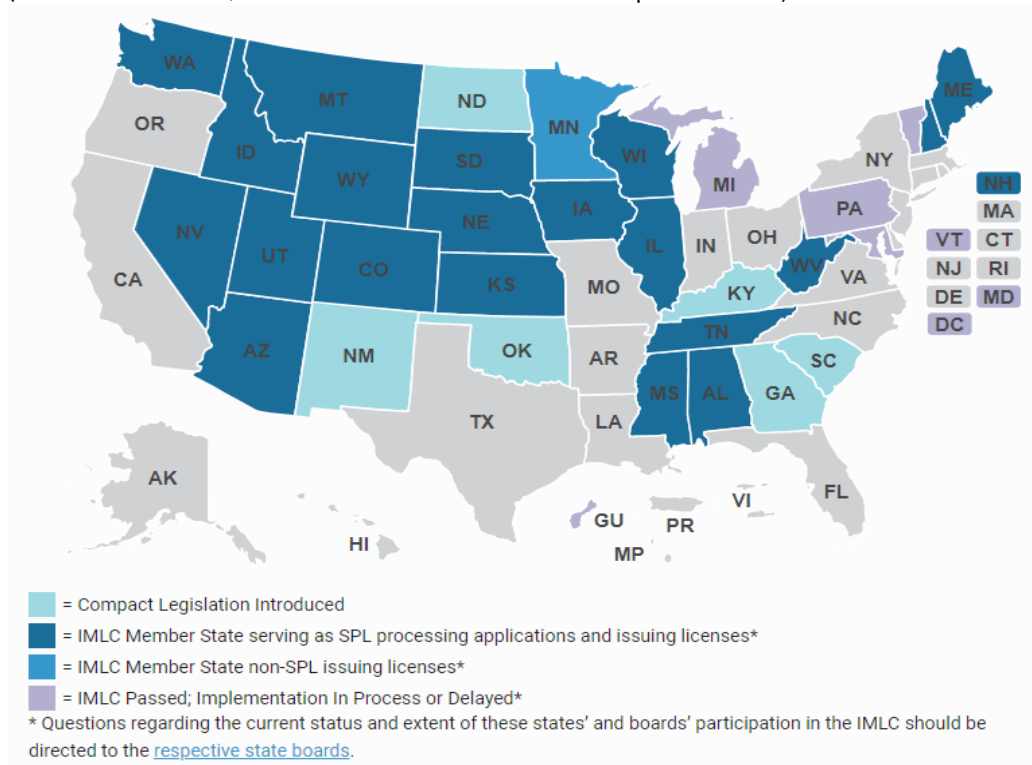 WA
ME
MT
ND
OR
MN
ID
SD
WI
NY
WY
MI
NH
IA
PA
MA
NE
NV
IL
IN
OH
VT
CT
UT
CO
WV
NJ
RI
CA
KS
MO
VA
KY
DE
MD
NC
DC
TN
AZ
NM
OK
AR
SC
MS
AL
GA
TX
LA
AK
FL
VI
GU
PR
HI
MP
= Compact Legislation Introduced
= IMLC Member State serving as SPL processing applications and issuing licenses*
= IMLC Member State non-SPL issuing licenses*
= IMLC Passed; Implementation In Process or Delayed*
* Questions regarding the current status and extent of these states' and boards' participation in the IMLC should be
directed to the respective state boards.